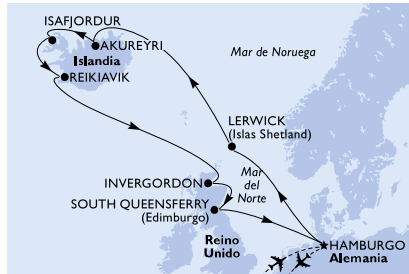 ISAFJORDUR
AKUREYRI
Islandia
REIKIAVIK
Mar de Noruega
LERWICK
(Islas Shetland)
Mar
del
Norte
INVERGORDON
SOUTH QUEENSFERRY
(Edimburgo)
Reino
Unido
HAMBURGO
Alemania